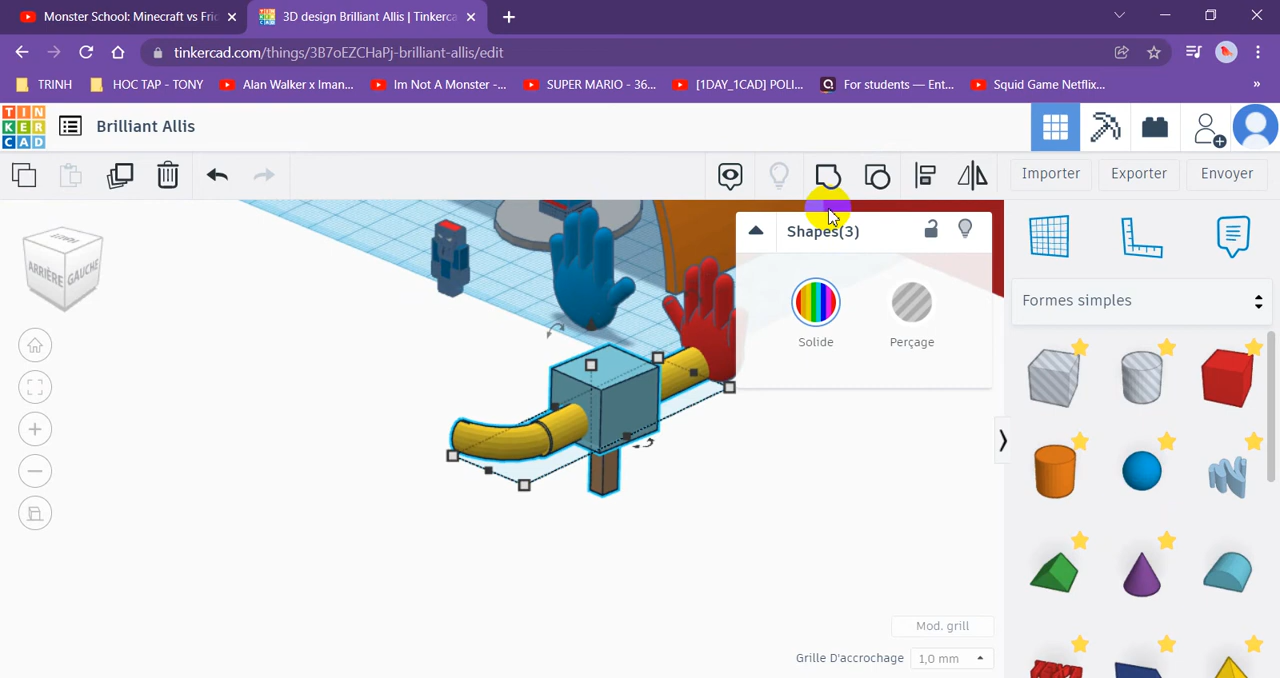 Monster School: Minecraft vs Fric
3D design Brilliant Allis | Tinkerca
tinkercad.com/things/3B7oEZCHaPj-brilliant-allis/edit
TRINH
HOC TAP - TONY
Alan Walker x Iman...
Im Not A Monster -...
SUPER MARIO - 36...
[1DAY_1CAD] POLI...
For students — Ent...
Squid Game Netflix...
»
TIN
KER
CAD
Brilliant Allis
Importer
Exporter
Envoyer
Shapes(3)
Solide
Perçage
HAUT
ARRIÈRE
GAUCHE
Formes simples
Mod. grill
Grille D'accrochage
1,0 mm